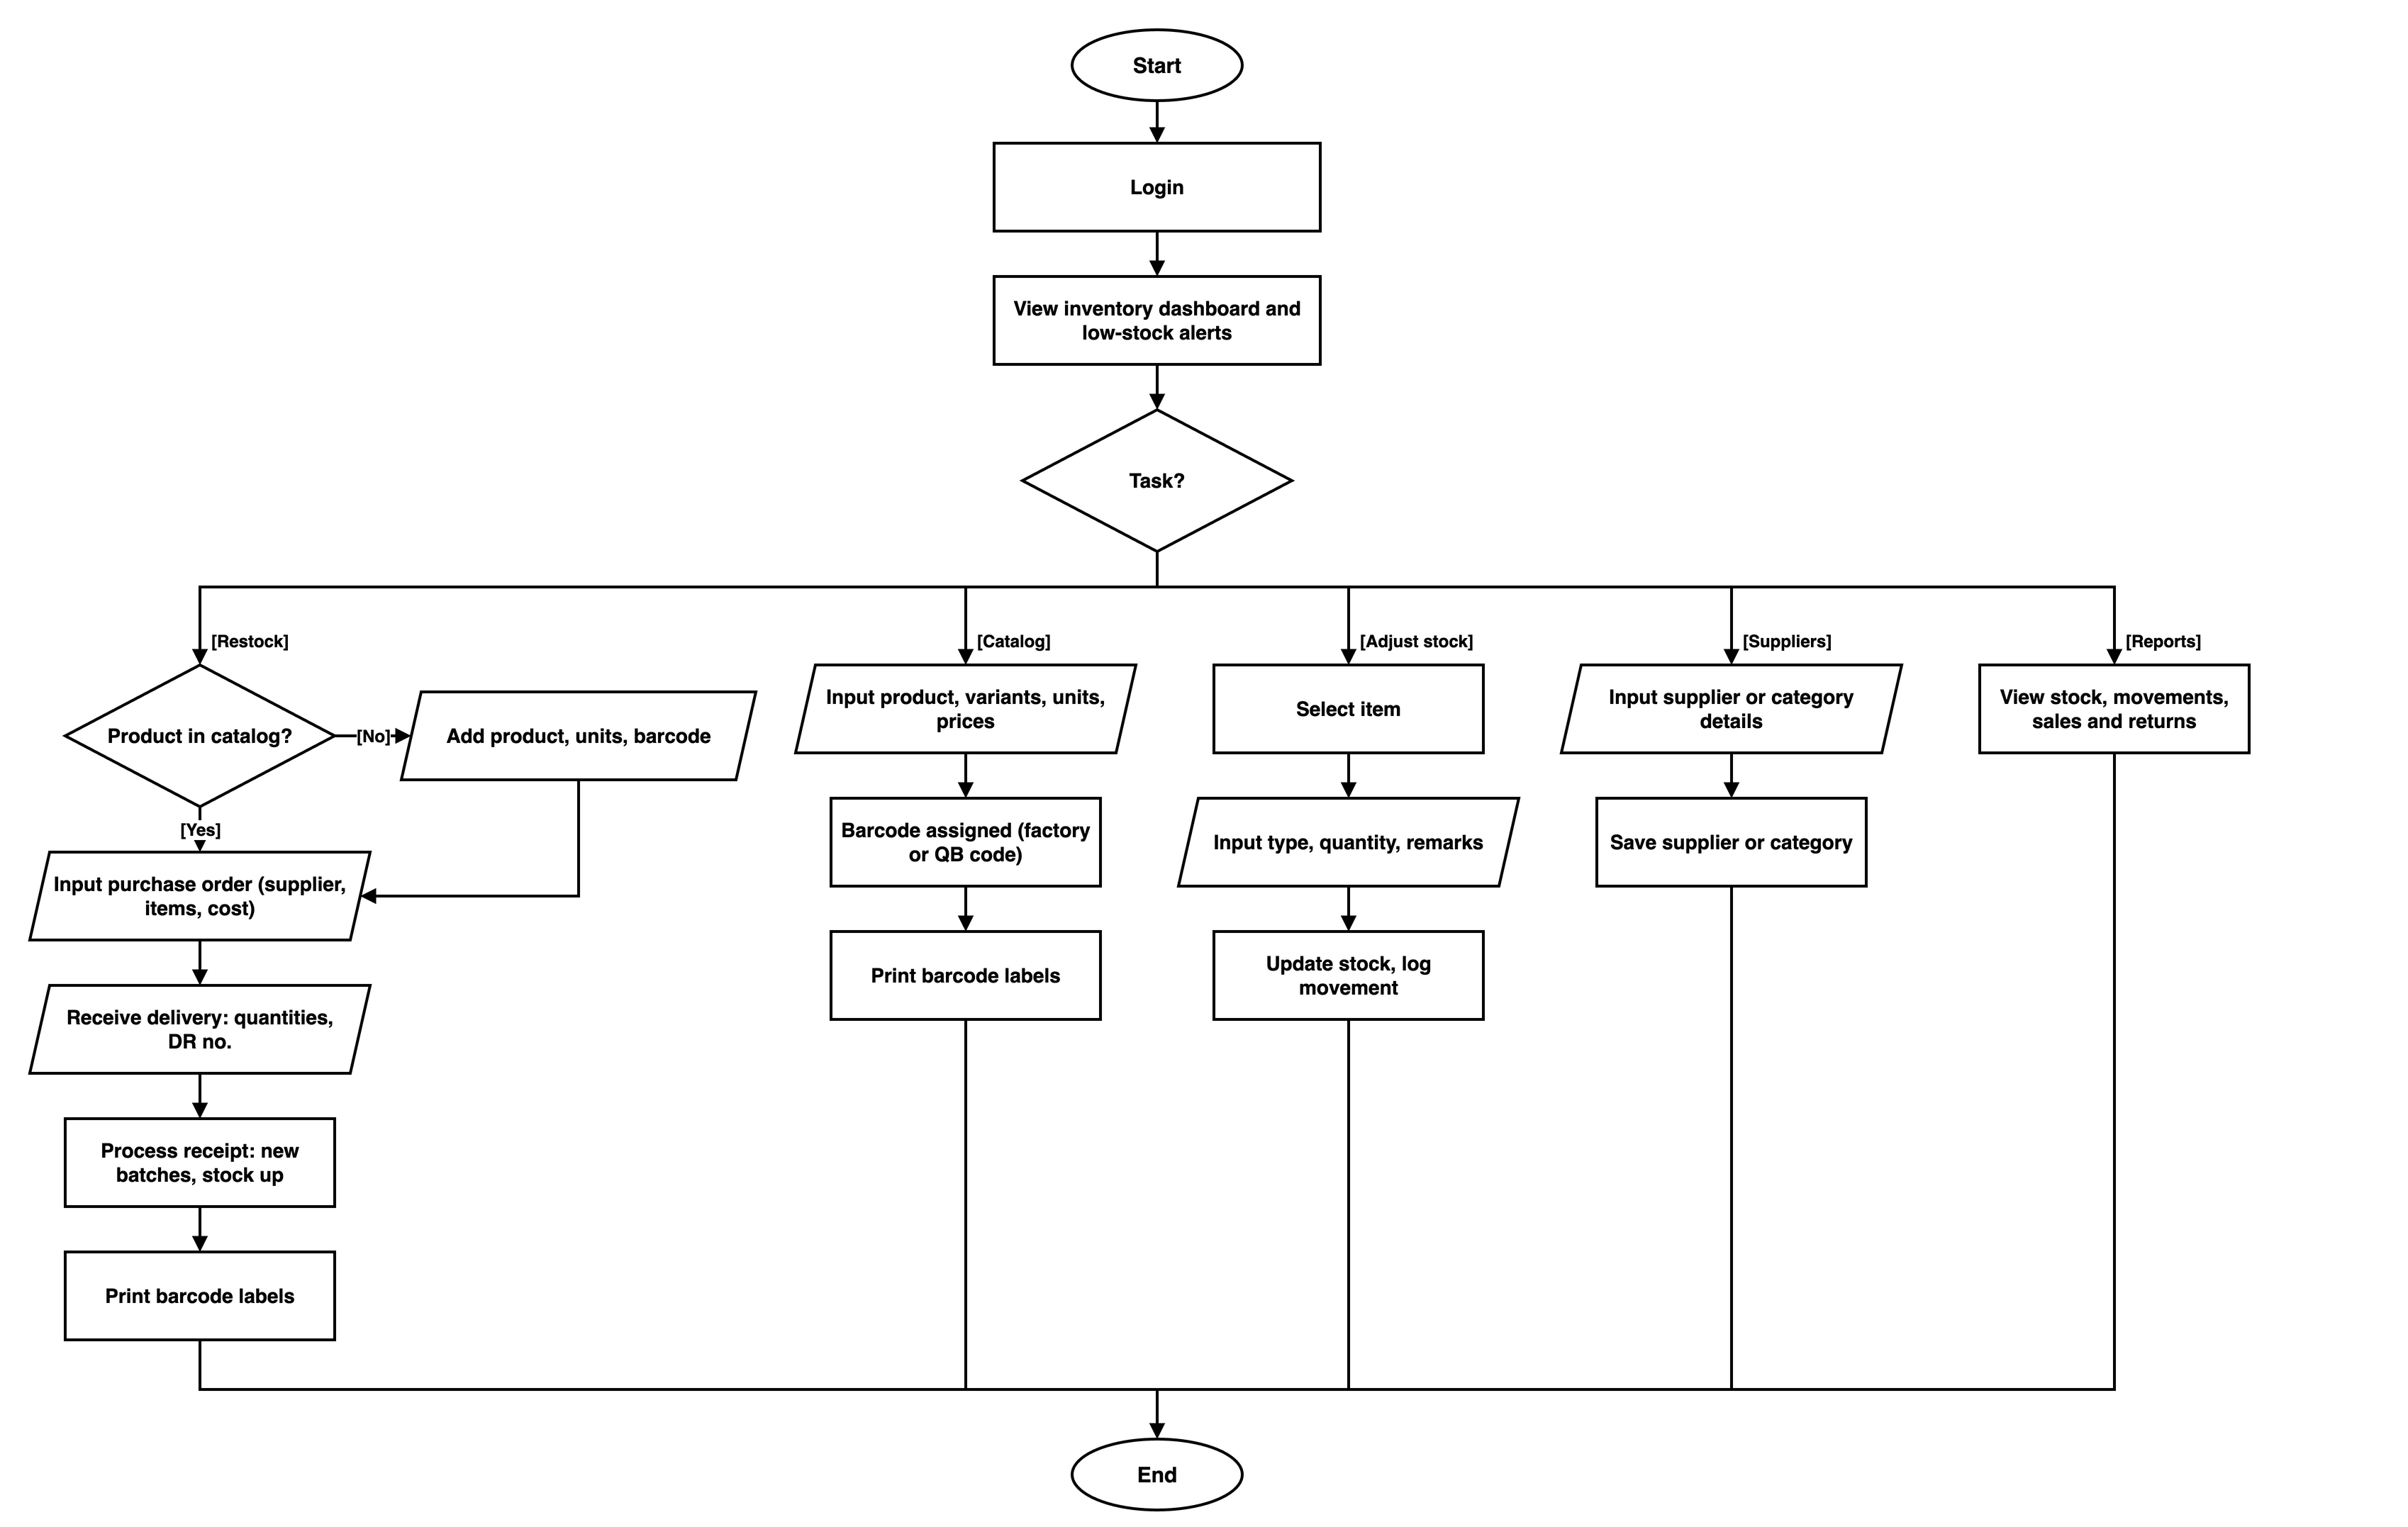 Start
Login
View inventory dashboard and
low-stock alerts
Task?
[Restock]
[Catalog]
[Adjust stock]
[Suppliers]
[Reports]
Product in catalog?
[No]
Add product, units, barcode
[Yes]
Input purchase order (supplier,
items, cost)
Receive delivery: quantities,
DR no.
Process receipt: new
batches, stock up
Print barcode labels
Input product, variants, units,
prices
Barcode assigned (factory
or QB code)
Print barcode labels
Select item
Input type, quantity, remarks
Update stock, log
movement
Input supplier or category
details
Save supplier or category
View stock, movements,
sales and returns
End